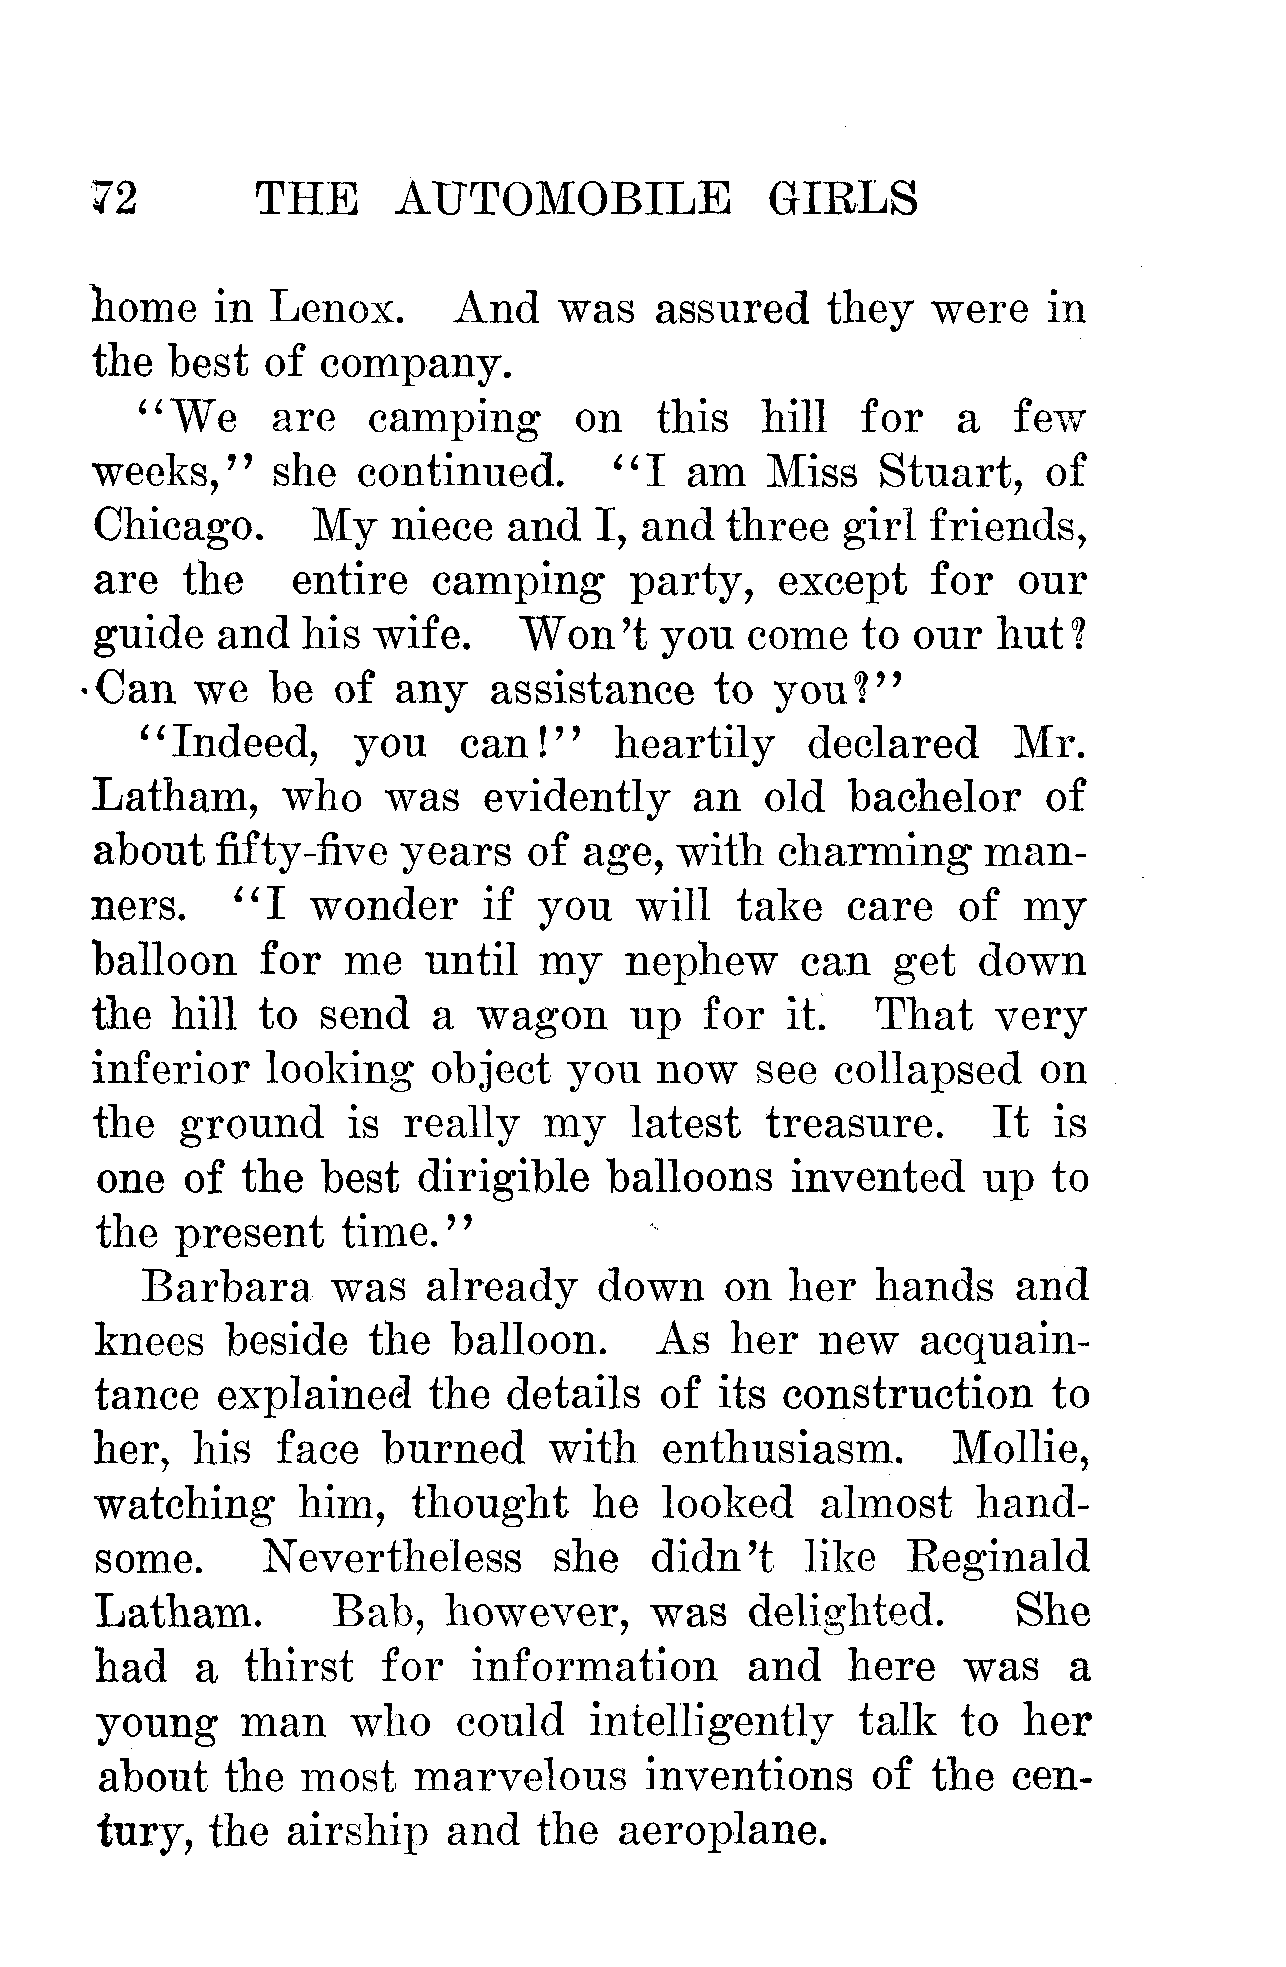 72 THE AUTOMOBILE GIRLS
home in Lenox. And was assured they were in
the best of company.
"We are camping on this hill for a few
weeks," she continued. "I am Miss Stuart, of
Chicago. My niece and I, and three girl friends,
are the entire camping party, except for our
guide and his wife. Won't you come to our hut?
Can we be of any assistance to you?"
"Indeed, you can!" heartily declared Mr.
Latham, who was evidently an old bachelor of
about fifty-five years of age, with charming man-
ners. "I wonder if you will take care of my
balloon for me until my nephew can get down
the hill to send a wagon up for it. That very
inferior looking object you now see collapsed on
the ground is really my latest treasure. It is
one of the best dirigible balloons invented up to
the present time."
Barbara was already down on her hands and
knees beside the balloon. As her new acquain-
tance explained the details of its construction to
her, his face burned with enthusiasm. Mollie,
watching him, thought he looked almost hand-
some. Nevertheless she didn't like Reginald
Latham. Bab, however, was delighted. She
had a thirst for information and here was a
young man who could intelligently talk to her
about the most marvelous inventions of the cen-
tury, the airship and the aeroplane.